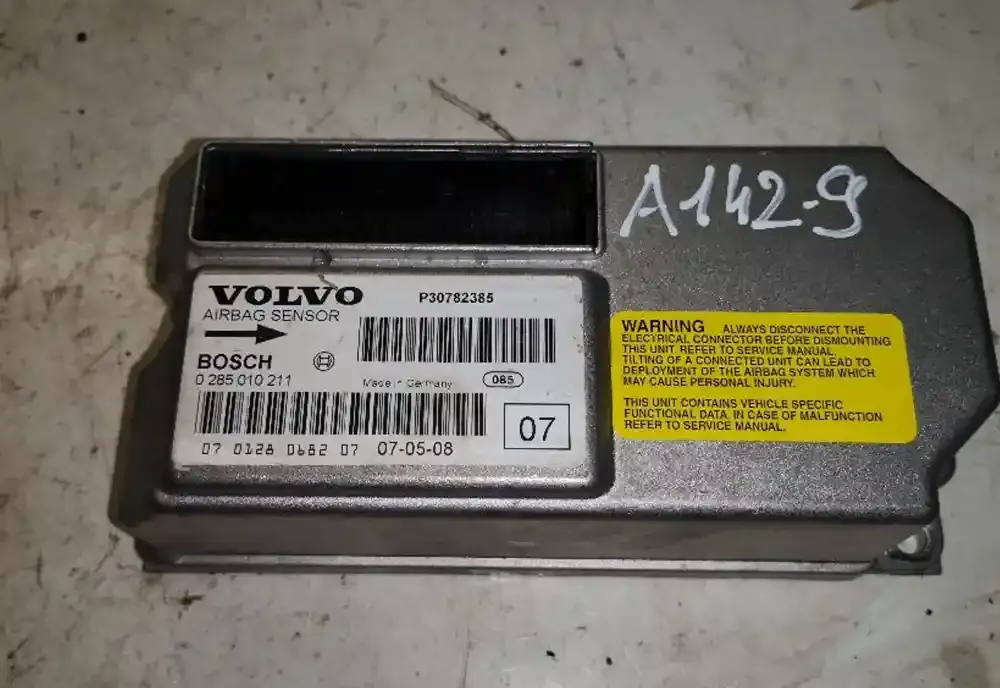 A142-9
VOLVO P30782385
AIRBAG SENSOR
BOSCH
0 285 010 211
Made in Germany 085
07
07 0128 0682 07 07-05-08
WARNING ALWAYS DISCONNECT THE
ELECTRICAL CONNECTOR BEFORE DISMOUNTING
THIS UNIT. REFER TO SERVICE MANUAL.
TILTING OF A CONNECTED UNIT CAN LEAD TO
DEPLOYMENT OF THE AIRBAG SYSTEM WHICH
MAY CAUSE PERSONAL INJURY.
THIS UNIT CONTAINS VEHICLE SPECIFIC
FUNCTIONAL DATA. IN CASE OF MALFUNCTION
REFER TO SERVICE MANUAL.